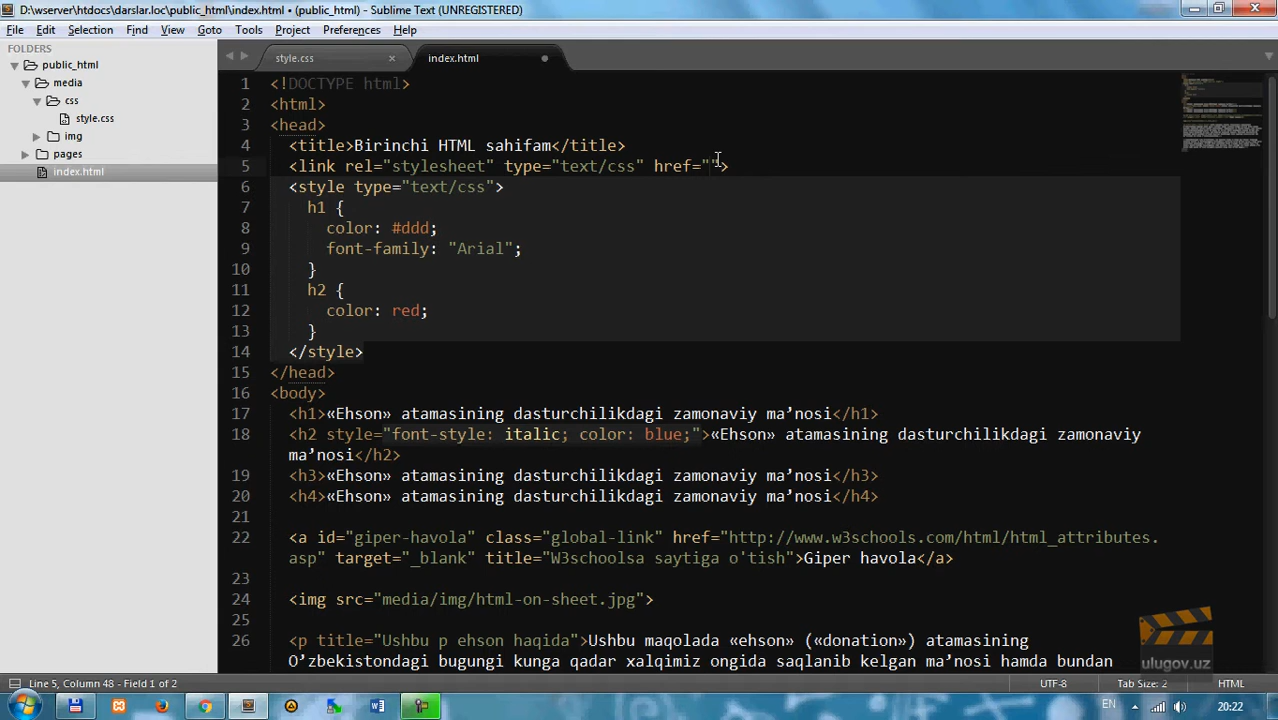 D:\wserver\htdocs\darslar.loc\public_html\index.html • (public_html) - Sublime Text (UNREGISTERED)
File Edit Selection Find View Goto Tools Project Preferences Help
FOLDERS
public_html
media
css
style.css
img
pages
index.html
style.css × index.html
1 <!DOCTYPE html>
2 <html>
3 <head>
4 <title>Birinchi HTML sahifam</title>
5 <link rel="stylesheet" type="text/css" href="">
6 <style type="text/css">
7 h1 {
8 color: #ddd;
9 font-family: "Arial";
10 }
11 h2 {
12 color: red;
13 }
14 </style>
15 </head>
16 <body>
17 <h1>«Ehson» atamasining dasturchilikdagi zamonaviy ma’nosi</h1>
18 <h2 style="font-style: italic; color: blue;">«Ehson» atamasining dasturchilikdagi zamonaviy
ma’nosi</h2>
19 <h3>«Ehson» atamasining dasturchilikdagi zamonaviy ma’nosi</h3>
20 <h4>«Ehson» atamasining dasturchilikdagi zamonaviy ma’nosi</h4>
21
22 <a id="giper-havola" class="global-link" href="http://www.w3schools.com/html/html_attributes.
asp" target="_blank" title="W3schoolsa saytiga o'tish">Giper havola</a>
23
24 <img src="media/img/html-on-sheet.jpg">
25
26 <p title="Ushbu p ehson haqida">Ushbu maqolada «ehson» («donation») atamasining
O’zbekistondagi bugungi kunga qadar xalqimiz ongida saqlanib kelgan ma’nosi hamda bundan
ulugov.uz
Line 5, Column 48 - Field 1 of 2 UTF-8 Tab Size: 2 HTML
EN 20:22